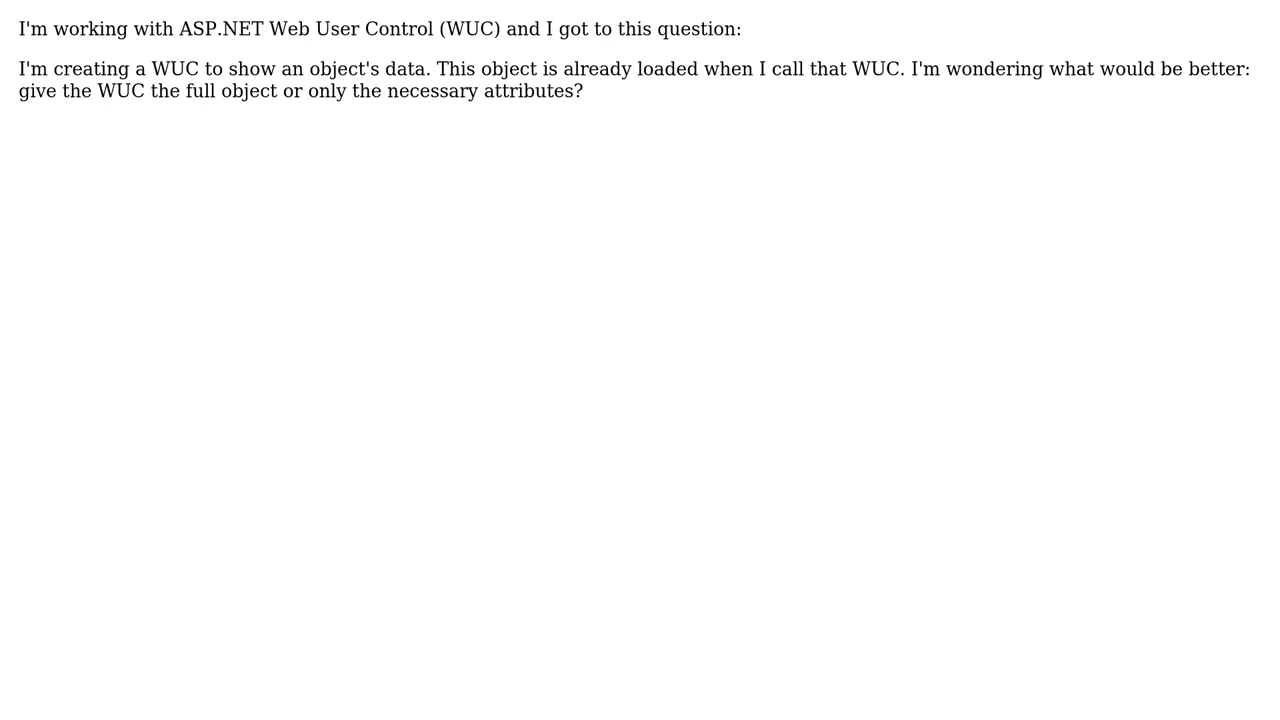 I'm working with ASP.NET Web User Control (WUC) and I got to this question:
I'm creating a WUC to show an object's data. This object is already loaded when I call that WUC. I'm wondering what would be better:
give the WUC the full object or only the necessary attributes?